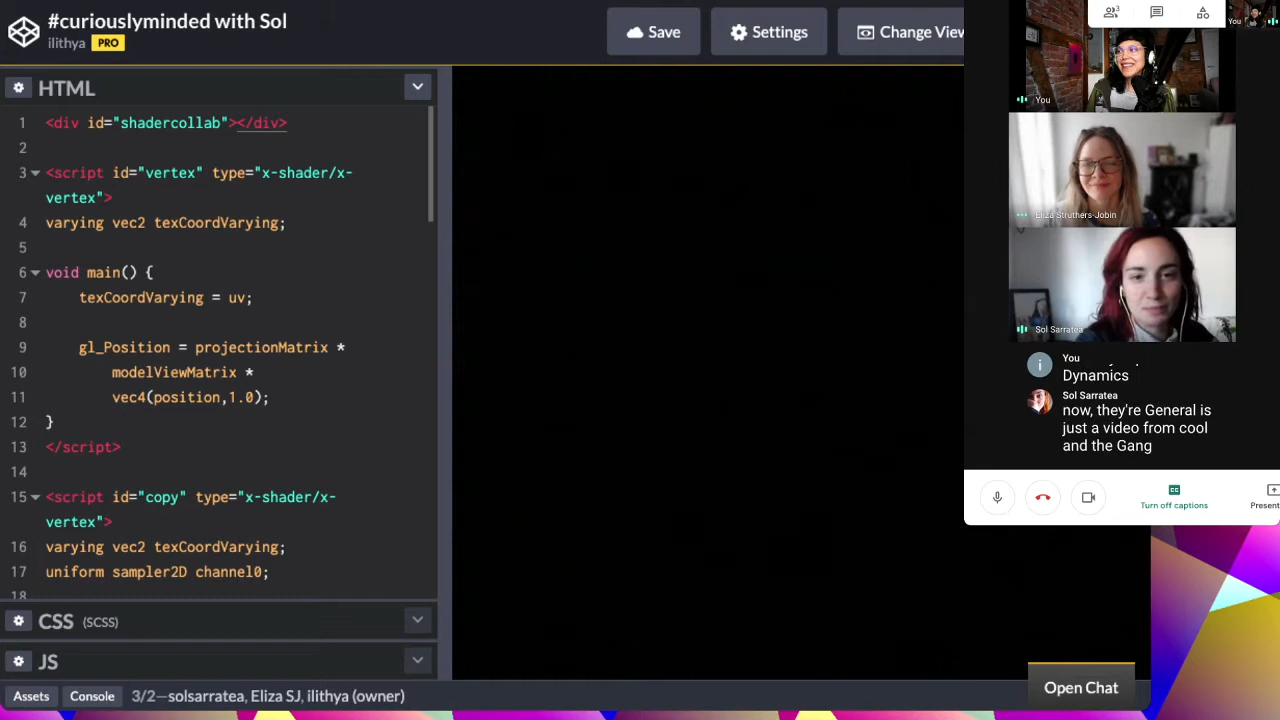 #curiouslyminded with Sol
ilithya PRO
Save
Settings
Change View
HTML
1 <div id="shadercollab"></div>
2
3 <script id="vertex" type="x-shader/x-
vertex">
4 varying vec2 texCoordVarying;
5
6 void main() {
7 texCoordVarying = uv;
8
9 gl_Position = projectionMatrix *
10 modelViewMatrix *
11 vec4(position,1.0);
12 }
13 </script>
14
15 <script id="copy" type="x-shader/x-
vertex">
16 varying vec2 texCoordVarying;
17 uniform sampler2D channel0;
18
CSS (SCSS)
JS
Assets
Console
3/2—solsarratea, Eliza SJ, ilithya (owner)
Open Chat
3
You
You
Eliza Struthers-Jobin
Sol Sarratea
i
You
Dynamics
Sol Sarratea
now, they're General is
just a video from cool
and the Gang
CC
Turn off captions
Present